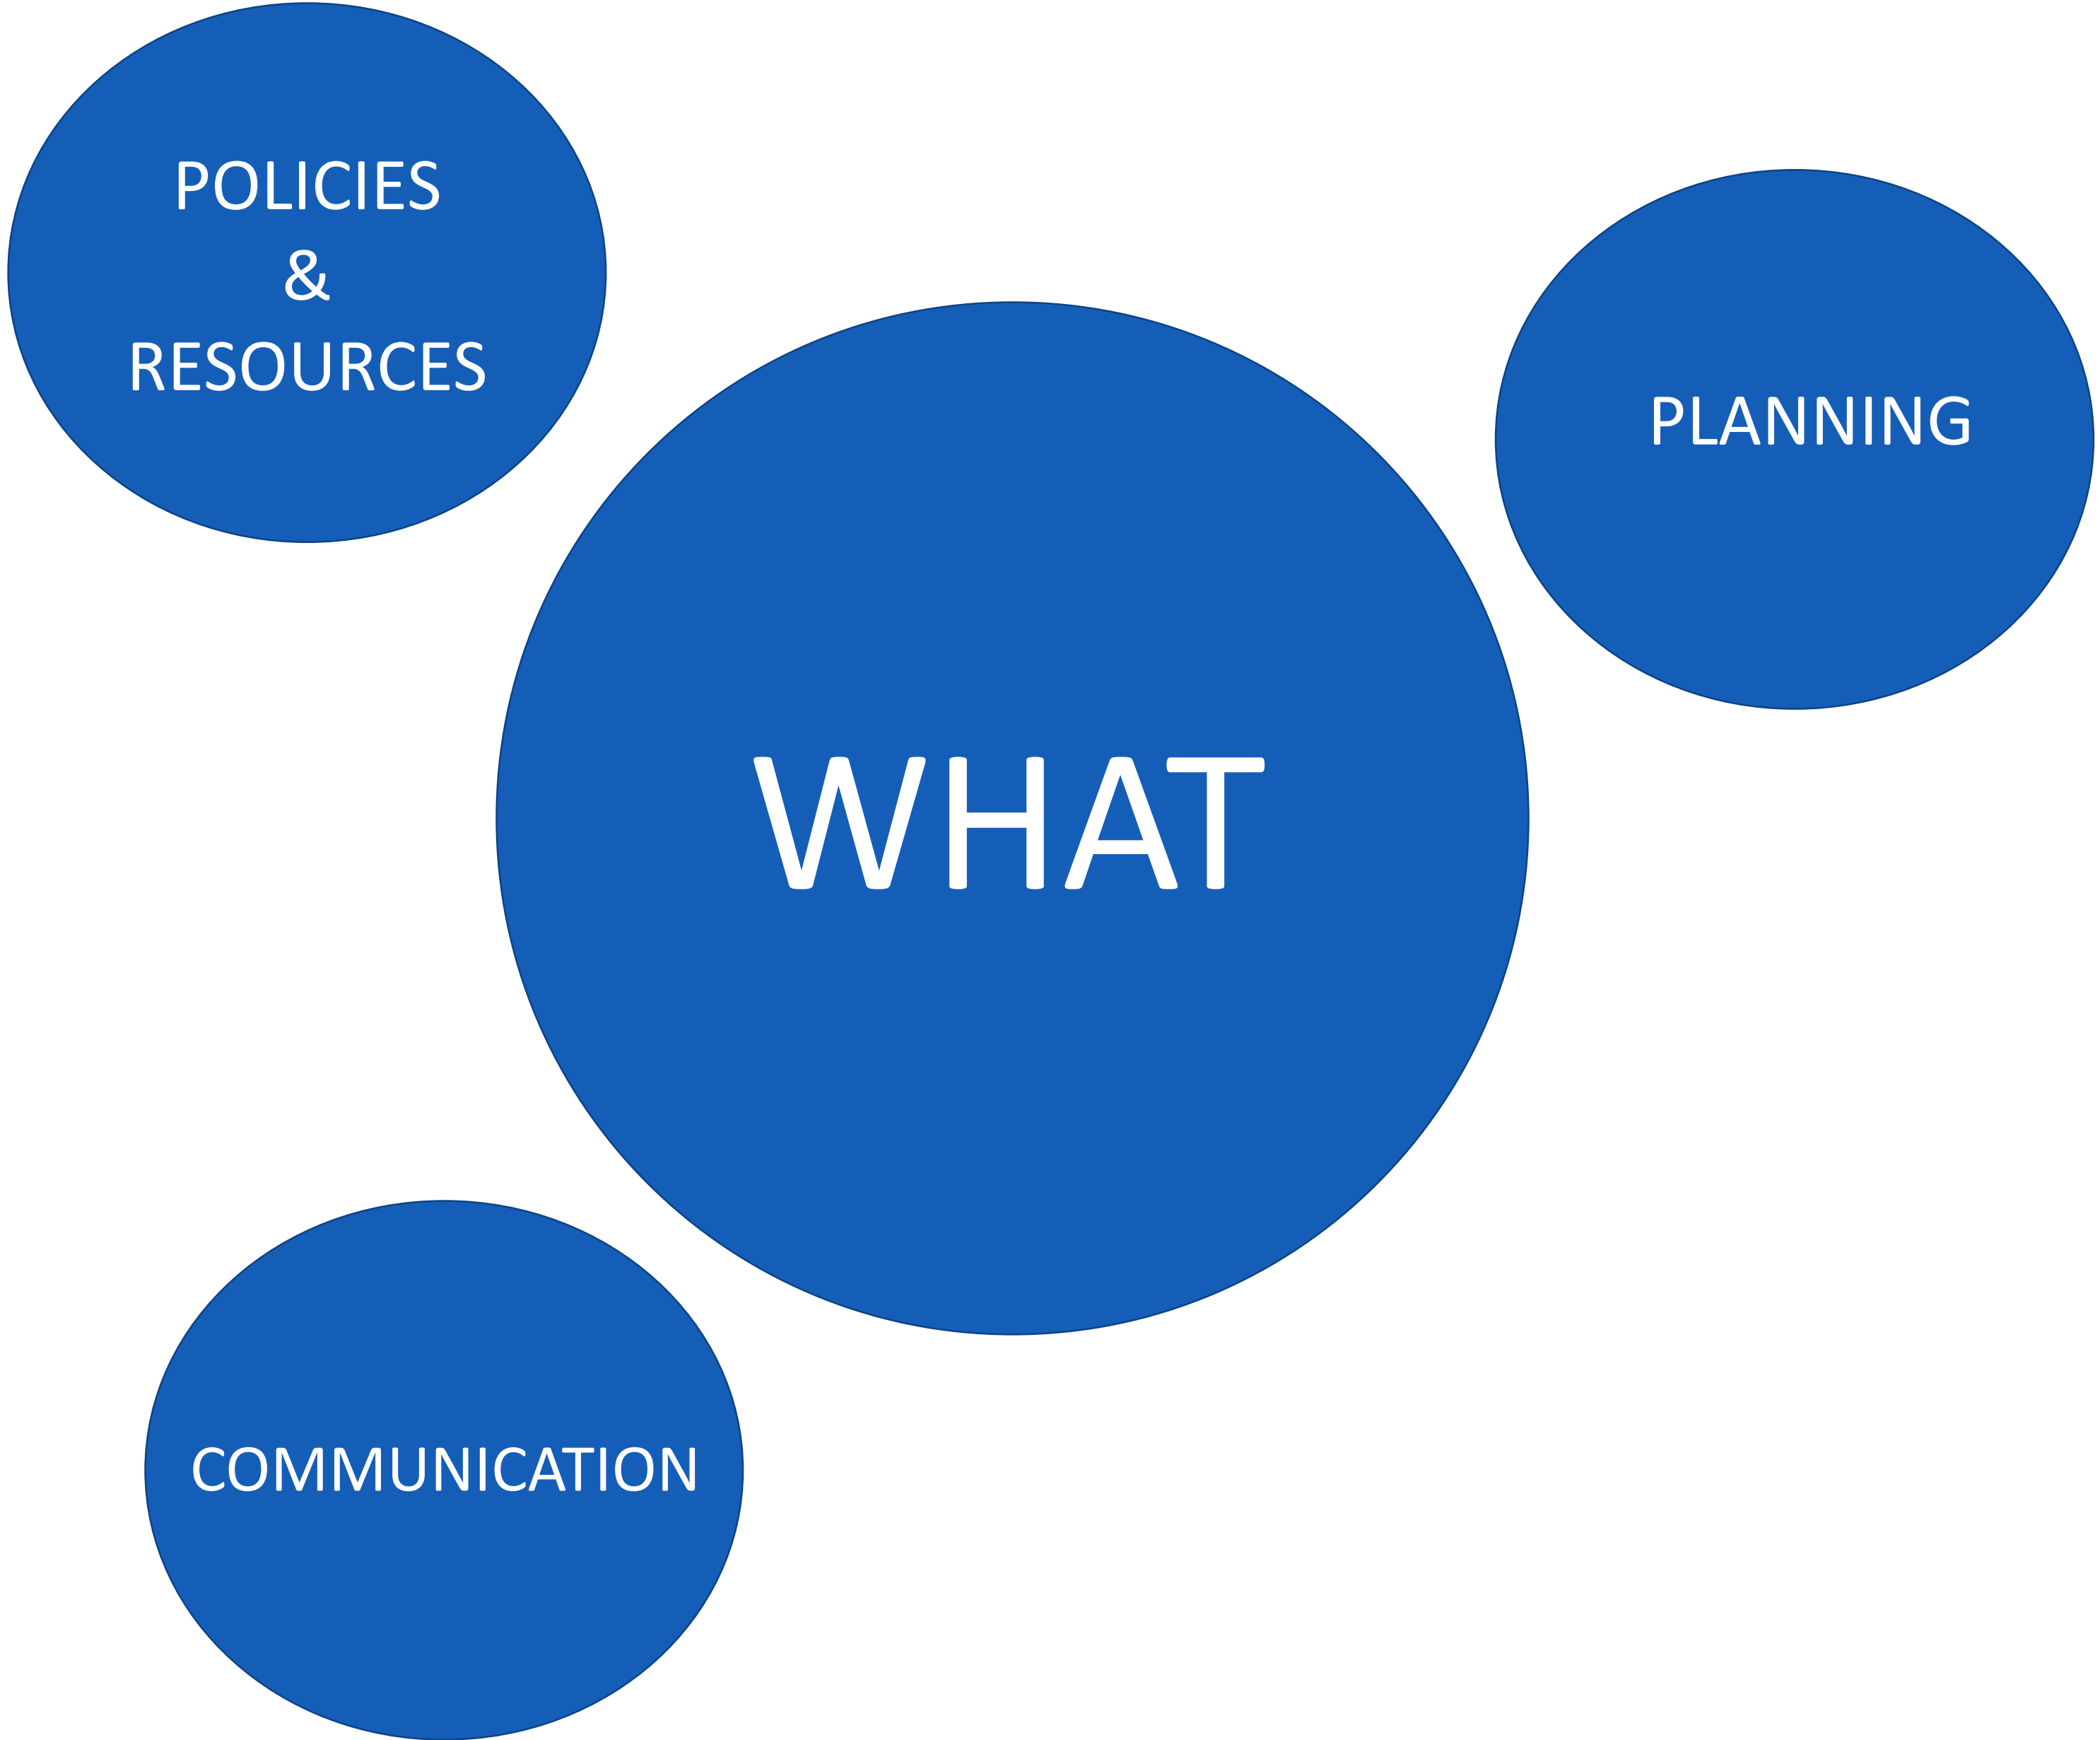 POLICIES
&
RESOURCES
PLANNING
WHAT
COMMUNICATION